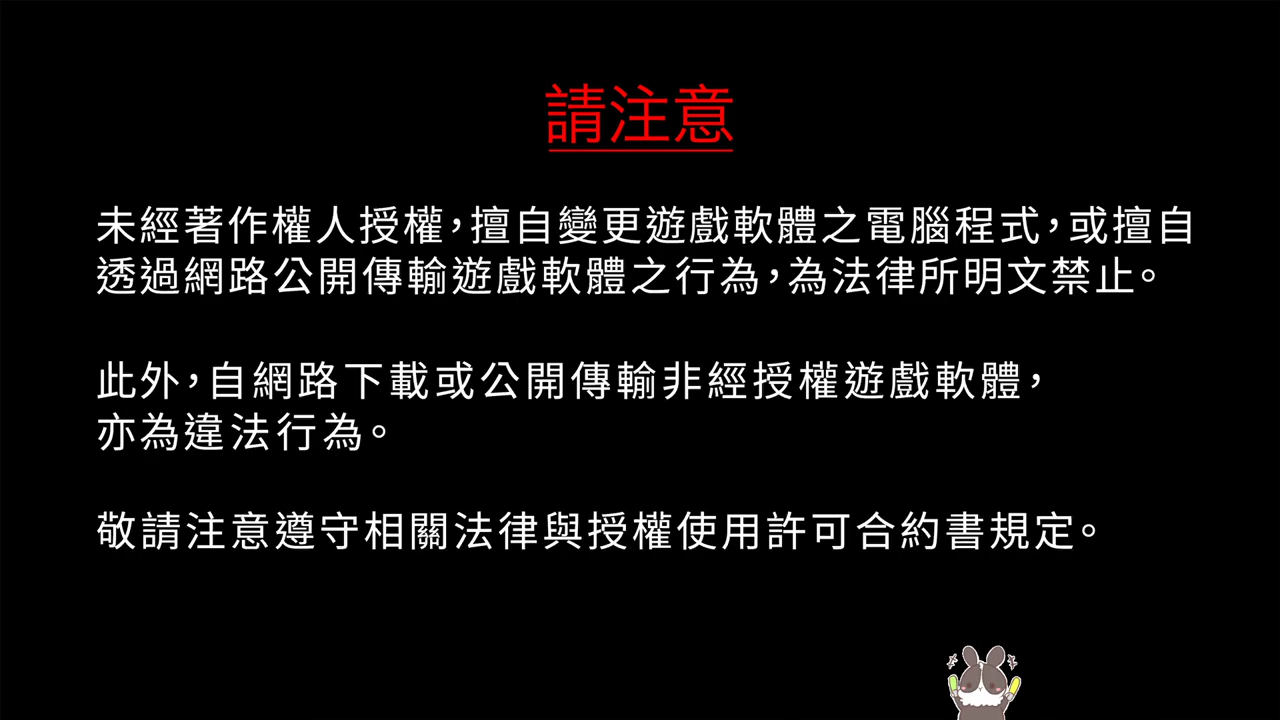 請注意
未經著作權人授權，擅自變更遊戲軟體之電腦程式，或擅自
透過網路公開傳輸遊戲軟體之行為，為法律所明文禁止。
此外，自網路下載或公開傳輸非經授權遊戲軟體，
亦為違法行為。
敬請注意遵守相關法律與授權使用許可合約書規定。